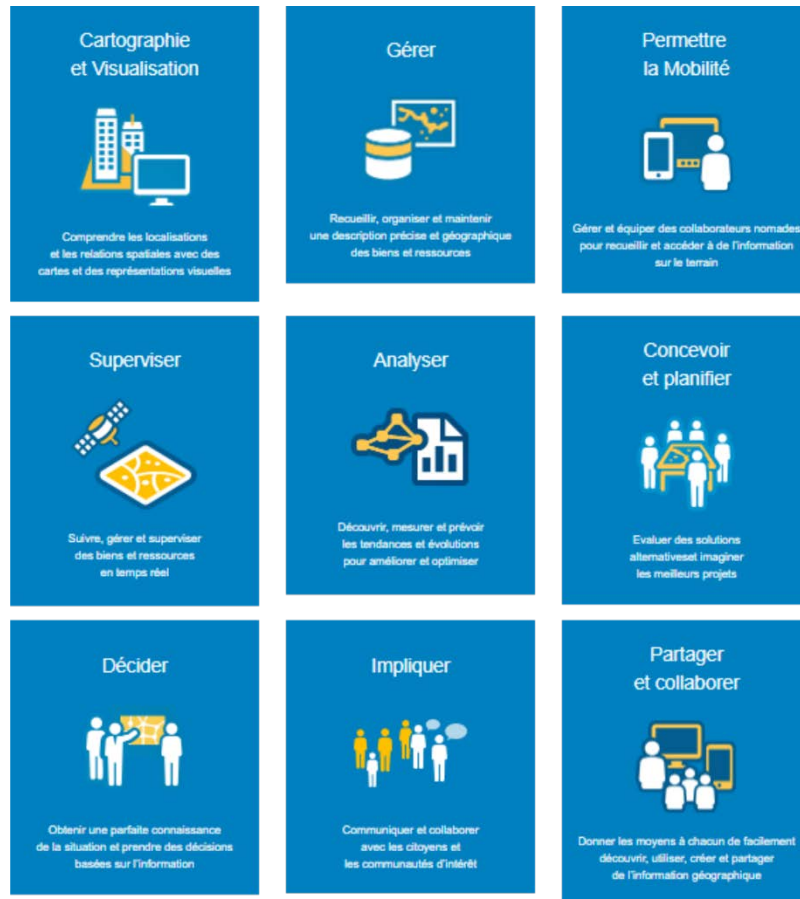 Cartographie
et Visualisation
Comprendre les localisations
et les relations spatiales avec des
cartes et des représentations visuelles
Gérer
Recueillir, organiser et maintenir
une description précise et géographique
des biens et ressources
Permettre
la Mobilité
Gérer et équiper des collaborateurs nomades
pour recueillir et accéder à de l'information
sur le terrain
Superviser
Suivre, gérer et superviser
des biens et ressources
en temps réel
Analyser
Découvrir, mesurer et prévoir
les tendances et évolutions
pour améliorer et optimiser
Concevoir
et planifier
Evaluer des solutions
alternativeset imaginer
les meilleurs projets
Décider
Obtenir une parfaite connaissance
de la situation et prendre des décisions
basées sur l'information
Impliquer
Communiquer et collaborer
avec les citoyens et
les communautés d'intérêt
Partager
et collaborer
Donner les moyens à chacun de facilement
découvrir, utiliser, créer et partager
de l'information géographique